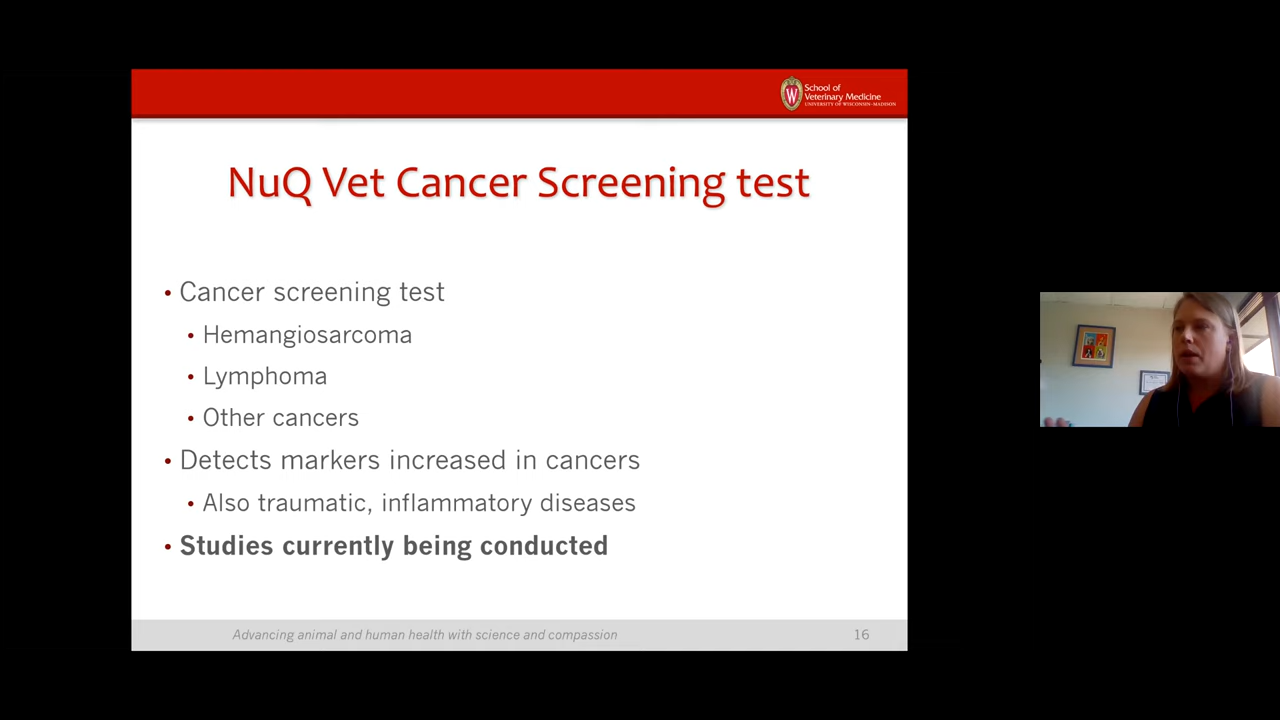 School of
Veterinary Medicine
UNIVERSITY OF WISCONSIN-MADISON
NuQ Vet Cancer Screening test
• Cancer screening test
• Hemangiosarcoma
• Lymphoma
• Other cancers
• Detects markers increased in cancers
• Also traumatic, inflammatory diseases
• Studies currently being conducted
Advancing animal and human health with science and compassion
16